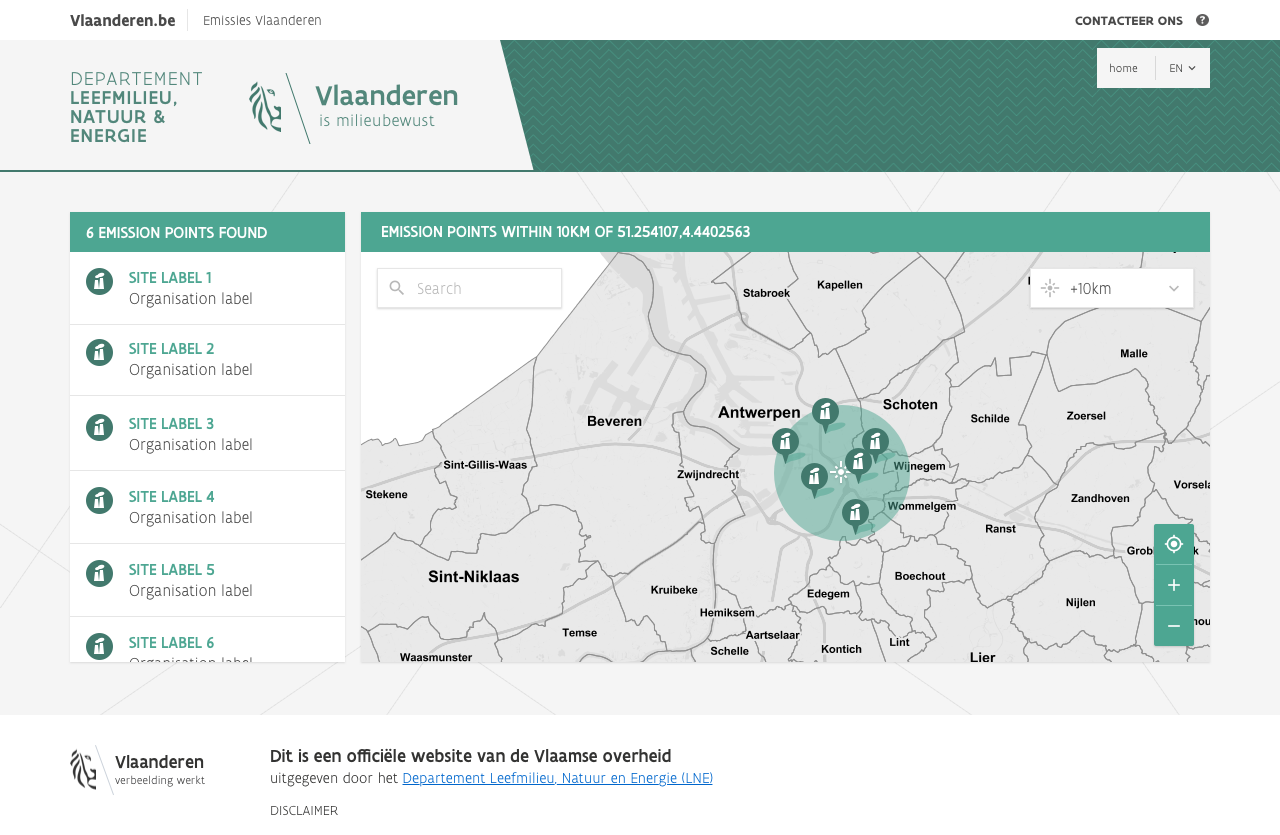 Vlaanderen.be
Emissies Vlaanderen
CONTACTEER ONS
home
EN
DEPARTEMENT
LEEFMILIEU,
NATUUR &
ENERGIE
Vlaanderen
is milieubewust
6 EMISSION POINTS FOUND
SITE LABEL 1
Organisation label
SITE LABEL 2
Organisation label
SITE LABEL 3
Organisation label
SITE LABEL 4
Organisation label
SITE LABEL 5
Organisation label
SITE LABEL 6
Organisation label
EMISSION POINTS WITHIN 10KM OF 51.254107,4.4402563
Search
+10km
Stabroek
Kapellen
Malle
Antwerpen
Schoten
Beveren
Schilde
Zoersel
Sint-Gillis-Waas
Zwijndrecht
Wijnegem
Stekene
Vorsela
Zandhoven
Wommelgem
Ranst
Grob
k
Sint-Niklaas
Boechout
Kruibeke
Edegem
Nijlen
Hemiksem
Temse
Aartselaar
Lint
Kontich
Schelle
Lier
Waasmunster
Vlaanderen
verbeelding werkt
Dit is een officiële website van de Vlaamse overheid
uitgegeven door het Departement Leefmilieu, Natuur en Energie (LNE)
DISCLAIMER